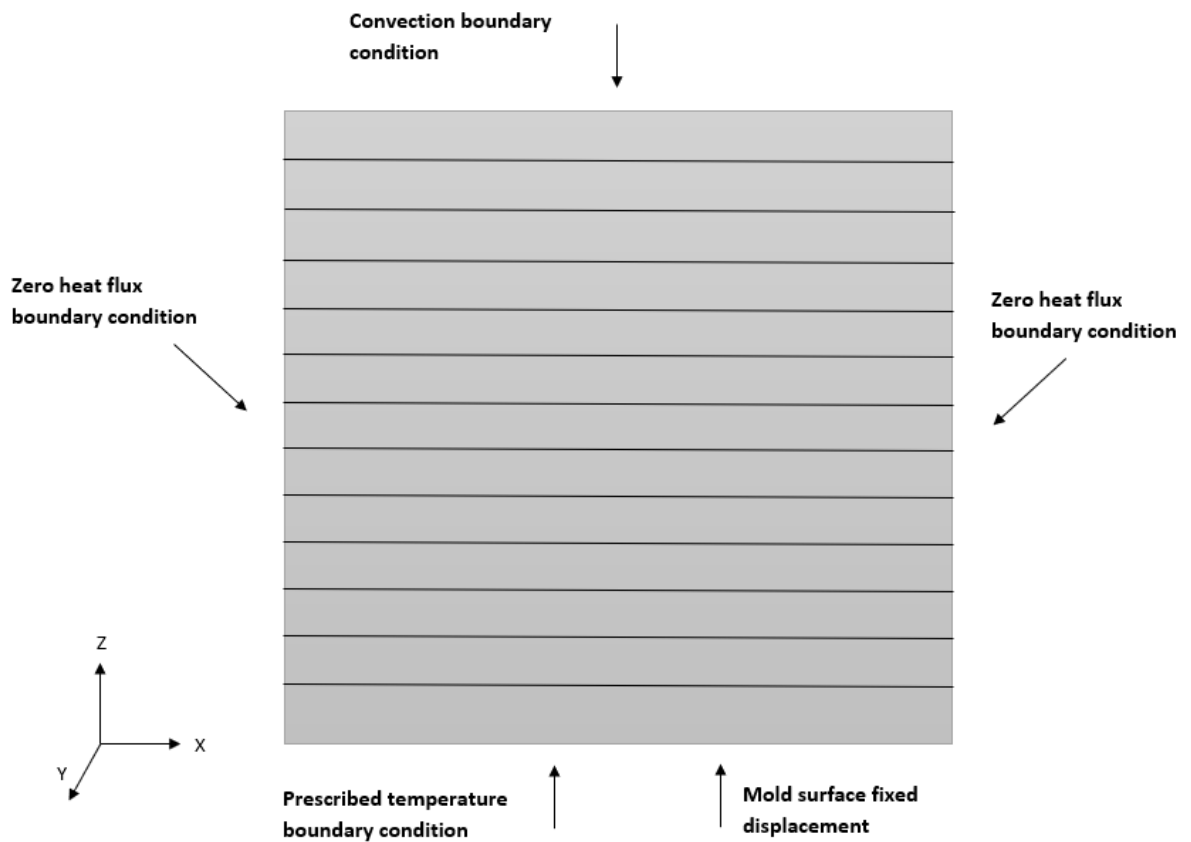 Convection boundary
condition
Zero heat flux
boundary condition
Zero heat flux
boundary condition
Z
X
Y
Prescribed temperature
boundary condition
Mold surface fixed
displacement